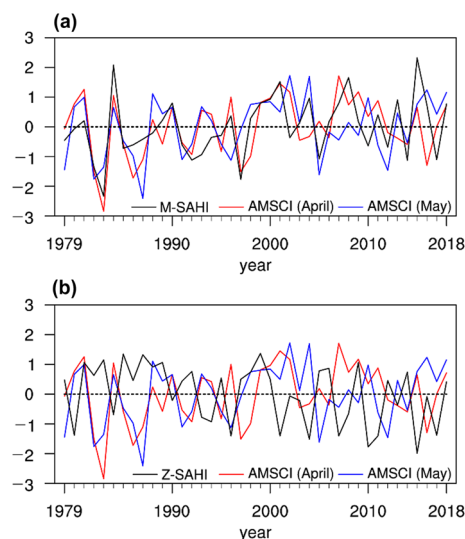 (a)
3
2
1
0
−1
−2
−3
M-SAHI AMSCI (April) AMSCI (May)
1979 1990 2000 2010 2018
year
(b)
3
2
1
0
−1
−2
−3
Z-SAHI AMSCI (April) AMSCI (May)
1979 1990 2000 2010 2018
year